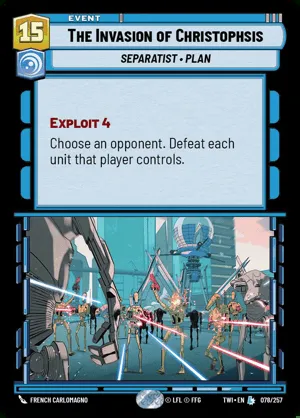 EVENT
15
THE INVASION OF CHRISTOPHSIS
SEPARATIST • PLAN
EXPLOIT 4
Choose an opponent. Defeat each
unit that player controls.
FRENCH CARLOMAGNO
© LFL © FFG
TWI • EN
L
078/257